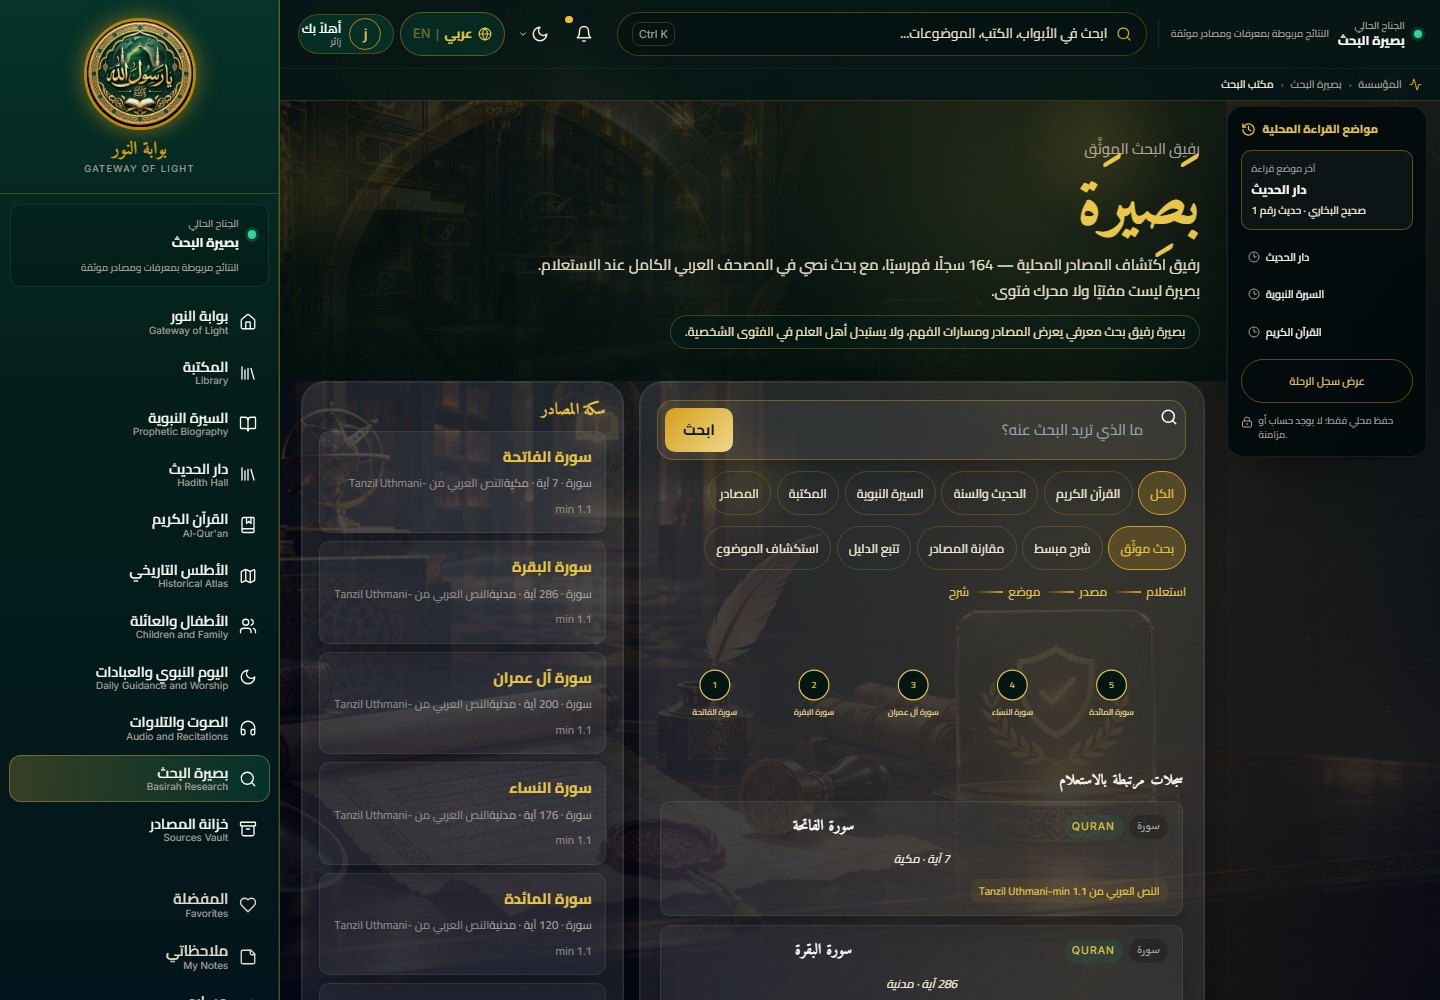 الجناح الحالي
بصيرة البحث
النتائج مربوطة بمعرفات ومصادر موثقة
ابحث في الأبواب، الكتب، الموضوعات...
Ctrl K
عربي | EN
أهلاً بك
زائر
ز
المؤسسة › بصيرة البحث › مكتب البحث
يا رسول الله
بوابة النور
GATEWAY OF LIGHT
الجناح الحالي
بصيرة البحث
النتائج مربوطة بمعرفات ومصادر موثقة
بوابة النور
Gateway of Light
المكتبة
Library
السيرة النبوية
Prophetic Biography
دار الحديث
Hadith Hall
القرآن الكريم
Al-Qur'an
الأطلس التاريخي
Historical Atlas
الأطفال والعائلة
Children and Family
اليوم النبوي والعبادات
Daily Guidance and Worship
الصوت والتلاوات
Audio and Recitations
بصيرة البحث
Basirah Research
خزانة المصادر
Sources Vault
المفضلة
Favorites
ملاحظاتي
My Notes
مواضع القراءة المحلية
آخر موضع قراءة
دار الحديث
صحيح البخاري · حديث رقم 1
دار الحديث
السيرة النبوية
القرآن الكريم
عرض سجل الرحلة
حفظ محلي فقط؛ لا يوجد حساب أو
مزامنة.
رفيق البحث الموثَّق
بَصِيرَة
رفيق اكتشاف المصادر المحلية — 164 سجلًا فهرسيًا، مع بحث نصي في المصحف العربي الكامل عند الاستعلام.
بصيرة ليست مفتيًا ولا محرك فتوى.
بصيرة رفيق بحث معرفي يعرض المصادر ومسارات الفهم، ولا يستبدل أهل العلم في الفتوى الشخصية.
ما الذي تريد البحث عنه؟
ابحث
الكل
القرآن الكريم
الحديث والسنة
السيرة النبوية
المكتبة
المصادر
بحث موثَّق
شرح مبسط
مقارنة المصادر
تتبع الدليل
استكشاف الموضوع
استعلام
مصدر
موضع
شرح
5
4
3
2
1
سورة المائدة
سورة النساء
سورة آل عمران
سورة البقرة
سورة الفاتحة
سجلات مرتبطة بالاستعلام
سورة
QURAN
سورة الفاتحة
7 آية · مكية
النص العربي من Tanzil Uthmani-min 1.1
سورة
QURAN
سورة البقرة
286 آية · مدنية
سكة المصادر
سورة الفاتحة
سورة · 7 آية · مكيةالنص العربي من Tanzil Uthmani-
min 1.1
سورة البقرة
سورة · 286 آية · مدنيةالنص العربي من Tanzil Uthmani-
min 1.1
سورة آل عمران
سورة · 200 آية · مدنيةالنص العربي من Tanzil Uthmani-
min 1.1
سورة النساء
سورة · 176 آية · مدنيةالنص العربي من Tanzil Uthmani-
min 1.1
سورة المائدة
سورة · 120 آية · مدنيةالنص العربي من Tanzil Uthmani-
min 1.1